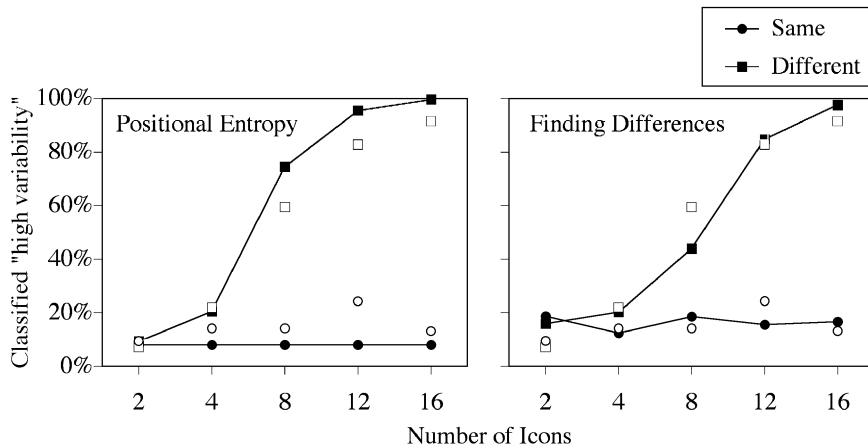 Same
Different
Classified "high variability"
100%
80%
60%
40%
20%
0%
Positional Entropy
Finding Differences
2 4 8 12 16
2 4 8 12 16
Number of Icons